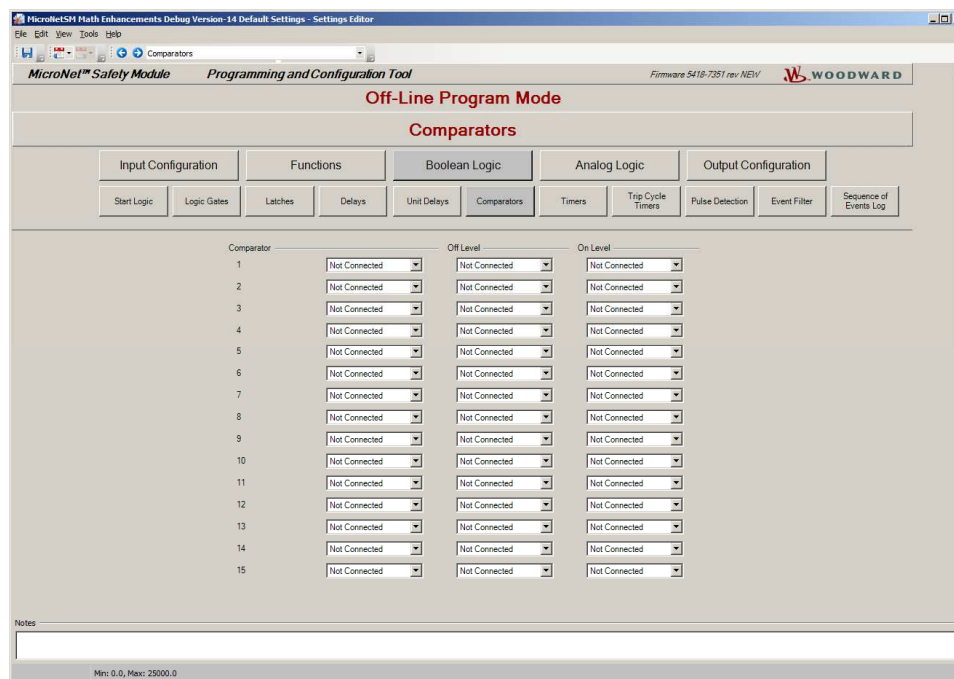 MicroNetSM Math Enhancements Debug Version-14 Default Settings - Settings Editor
File Edit View Tools Help
Comparators
MicroNet™ Safety Module Programming and Configuration Tool Firmware 5418-7351 rev NEW WOODWARD
Off-Line Program Mode
Comparators
Input Configuration Functions Boolean Logic Analog Logic Output Configuration
Start Logic Logic Gates Latches Delays Unit Delays Comparators Timers Trip Cycle Timers Pulse Detection Event Filter Sequence of Events Log
Comparator Off Level On Level
1 Not Connected Not Connected Not Connected
2 Not Connected Not Connected Not Connected
3 Not Connected Not Connected Not Connected
4 Not Connected Not Connected Not Connected
5 Not Connected Not Connected Not Connected
6 Not Connected Not Connected Not Connected
7 Not Connected Not Connected Not Connected
8 Not Connected Not Connected Not Connected
9 Not Connected Not Connected Not Connected
10 Not Connected Not Connected Not Connected
11 Not Connected Not Connected Not Connected
12 Not Connected Not Connected Not Connected
13 Not Connected Not Connected Not Connected
14 Not Connected Not Connected Not Connected
15 Not Connected Not Connected Not Connected
Notes
Min: 0.0, Max: 25000.0